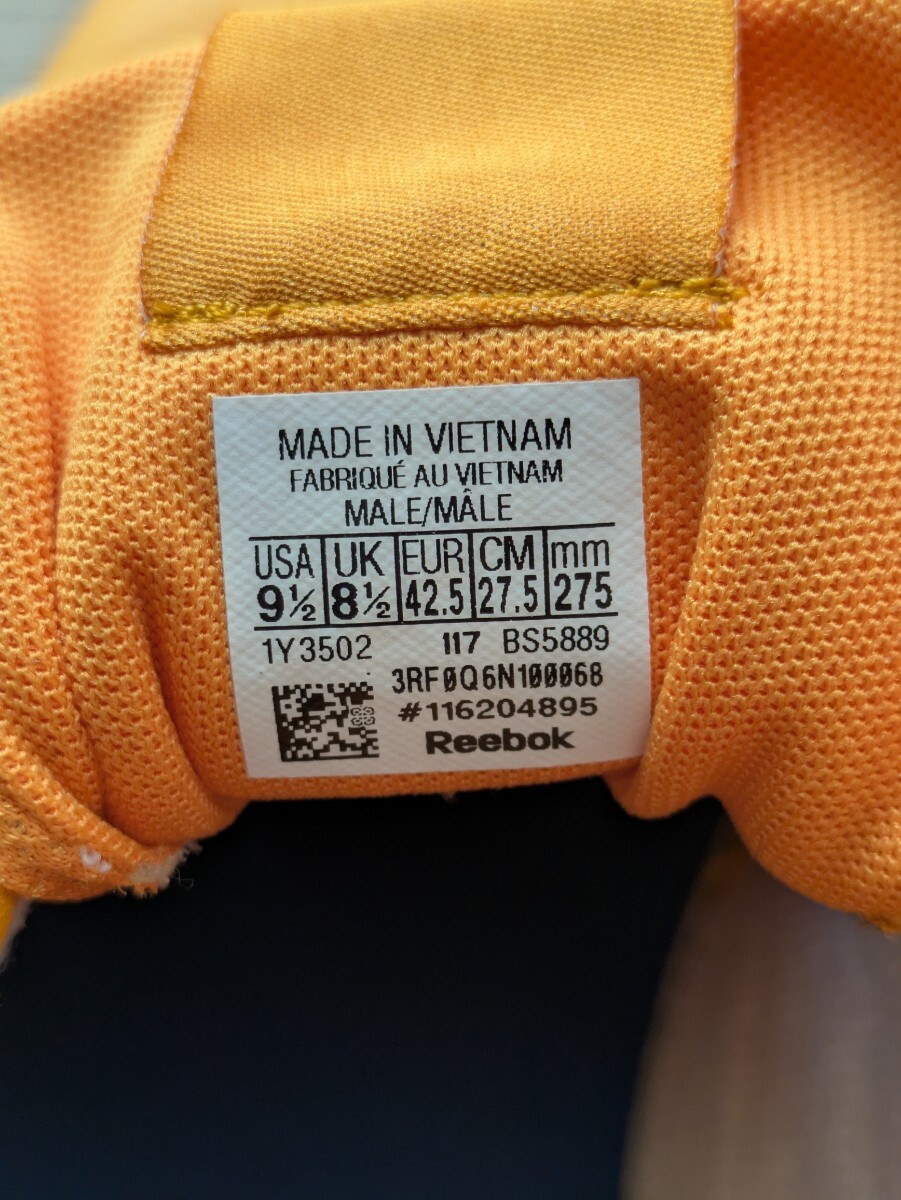 MADE IN VIETNAM
FABRIQUÉ AU VIETNAM
MALE/MÂLE
USA UK EUR CM mm
9½ 8½ 42.5 27.5 275
1Y3502 117 BS5889
3RF0Q6N100068
#116204895
Reebok